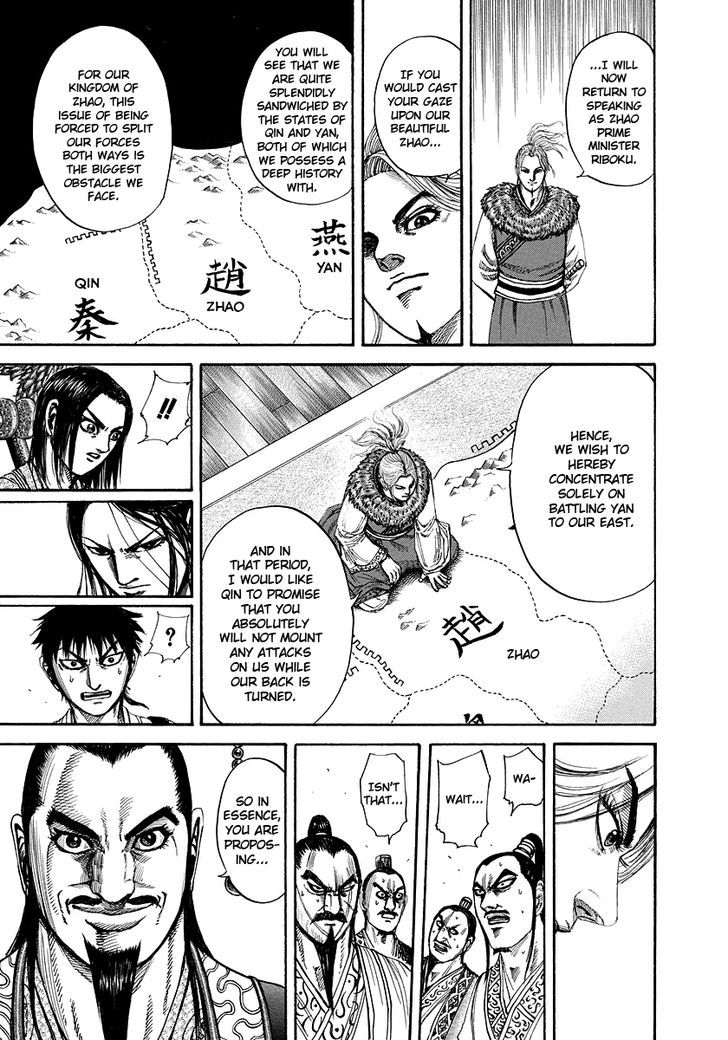 ...I WILL
NOW
RETURN TO
SPEAKING
AS ZHAO
PRIME
MINISTER
RIBOKU.
IF YOU
WOULD CAST
YOUR GAZE
UPON OUR
BEAUTIFUL
ZHAO...
YOU WILL
SEE THAT WE
ARE QUITE
SPLENDIDLY
SANDWICHED
BY THE
STATES OF
QIN AND YAN,
BOTH OF WHICH
WE POSSESS A
DEEP HISTORY
WITH.
FOR OUR
KINGDOM OF
ZHAO, THIS
ISSUE OF BEING
FORCED TO SPLIT
OUR FORCES
BOTH WAYS IS
THE BIGGEST
OBSTACLE WE
FACE.
燕
YAN
趙
ZHAO
QIN
秦
HENCE,
WE WISH TO
HEREBY
CONCENTRATE
SOLELY ON
BATTLING YAN
TO OUR EAST.
AND IN
THAT PERIOD,
I WOULD LIKE
QIN TO PROMISE
THAT YOU
ABSOLUTELY
WILL NOT MOUNT
ANY ATTACKS
ON US WHILE
OUR BACK IS
TURNED.
趙
ZHAO
!!
?
WA-
WAIT...
ISN'T
THAT...
SO IN
ESSENCE,
YOU ARE
PROPOS-
ING...